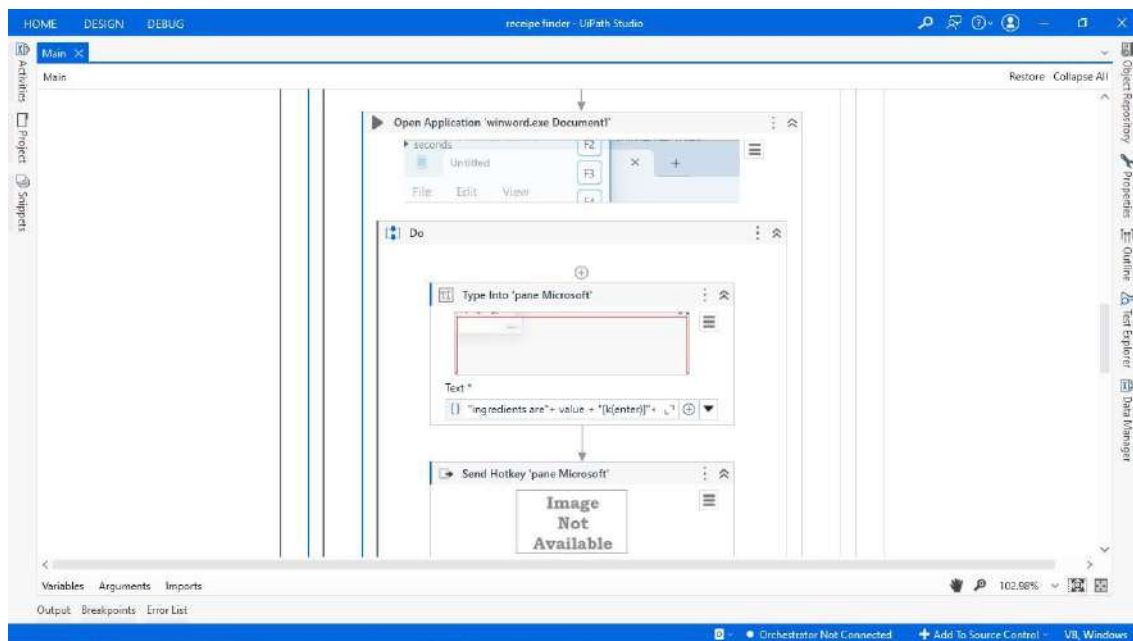 HOME DESIGN DEBUG receipe finder - UiPath Studio
Main
Main Restore Collapse All
Activities
Project
Snippets
Object Repository
Properties
Outline
Test Explorer
Data Manager
Open Application 'winword.exe Document1'
seconds F2
Untitled
F3
File Edit View
Do
Type Into 'pane Microsoft'
Text *
"ingredients are"+ value + "[k(enter)]"+
Send Hotkey 'pane Microsoft'
Image
Not
Available
Variables Arguments Imports 102.98%
Output Breakpoints Error List
Orchestrator Not Connected Add To Source Control VB, Windows